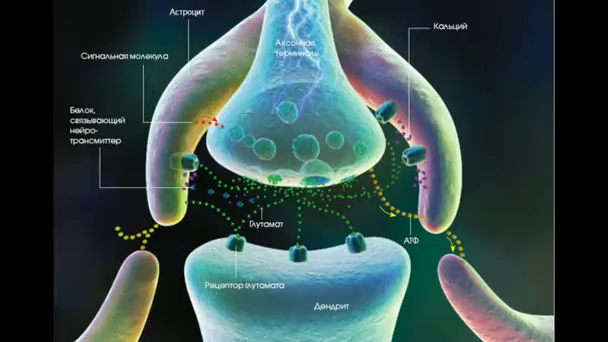 Астроцит
Кальций
Аксонная
терминаль
Сигнальная молекула
Белок,
связывающий
нейро-
трансмиттер
Глутамат
АТФ
Рецептор глутамата
Дендрит